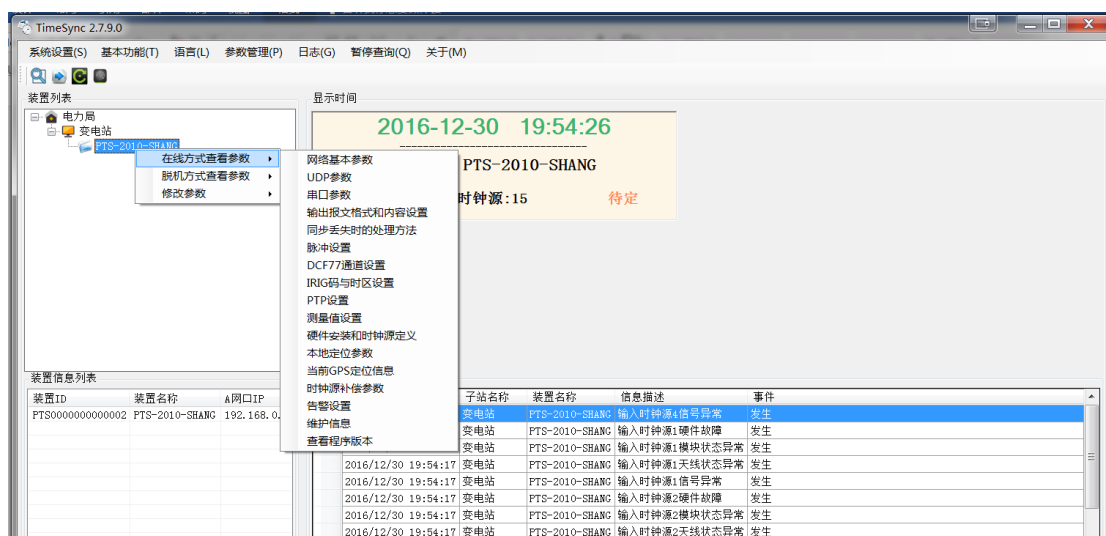 TimeSync 2.7.9.0
系统设置(S) 基本功能(T) 语言(L) 参数管理(P) 日志(G) 暂停查询(Q) 关于(M)
装置列表
电力局
变电站
PTS-2010-SHANG
在线方式查看参数
脱机方式查看参数
修改参数
网络基本参数
UDP参数
串口参数
输出报文格式和内容设置
同步丢失时的处理方法
脉冲设置
DCF77通道设置
IRIG码与时区设置
PTP设置
测量值设置
硬件安装和时钟源定义
本地定位参数
当前GPS定位信息
时钟源补偿参数
告警设置
维护信息
查看程序版本
显示时间
2016-12-30 19:54:26
--------------------------------
PTS-2010-SHANG
时钟源:15 待定
装置信息列表
装置ID 装置名称 A网口IP
PTS0000000000002 PTS-2010-SHANG 192.168.0.
子站名称 装置名称 信息描述 事件
变电站 PTS-2010-SHANG 输入时钟源4信号异常 发生
变电站 PTS-2010-SHANG 输入时钟源1硬件故障 发生
变电站 PTS-2010-SHANG 输入时钟源1模块状态异常 发生
2016/12/30 19:54:17 变电站 PTS-2010-SHANG 输入时钟源1天线状态异常 发生
2016/12/30 19:54:17 变电站 PTS-2010-SHANG 输入时钟源1信号异常 发生
2016/12/30 19:54:17 变电站 PTS-2010-SHANG 输入时钟源2硬件故障 发生
2016/12/30 19:54:17 变电站 PTS-2010-SHANG 输入时钟源2模块状态异常 发生
2016/12/30 19:54:17 变电站 PTS-2010-SHANG 输入时钟源2天线状态异常 发生